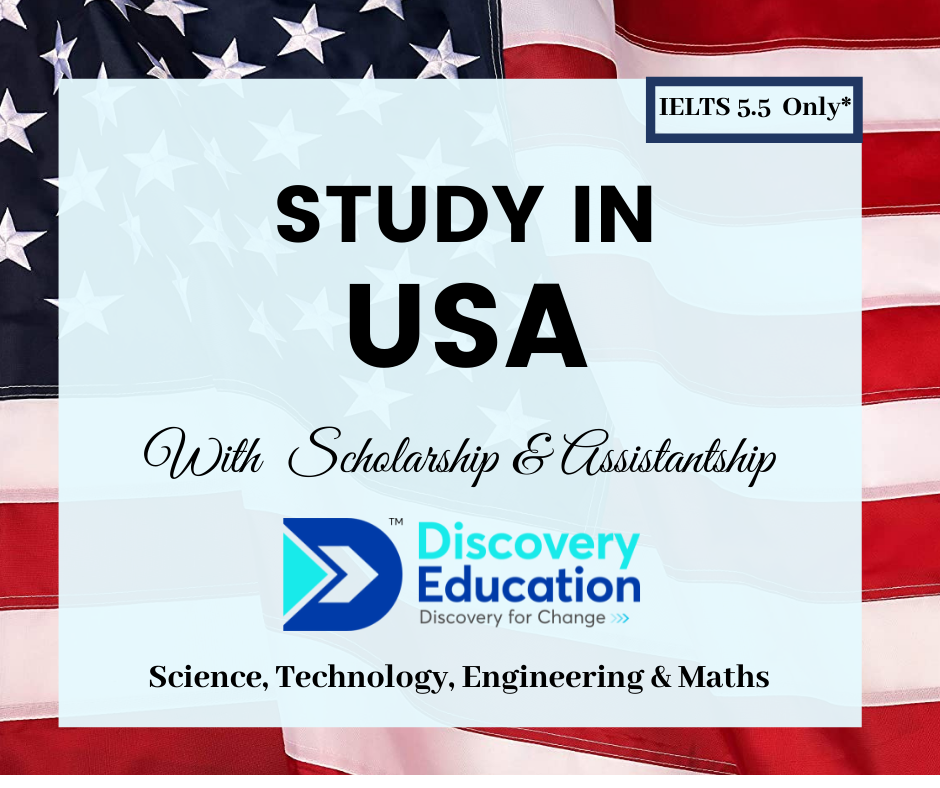 IELTS 5.5 Only*
STUDY IN
USA
With Scholarship & Assistantship
TM
Discovery
Education
Discovery for Change
Science, Technology, Engineering & Maths